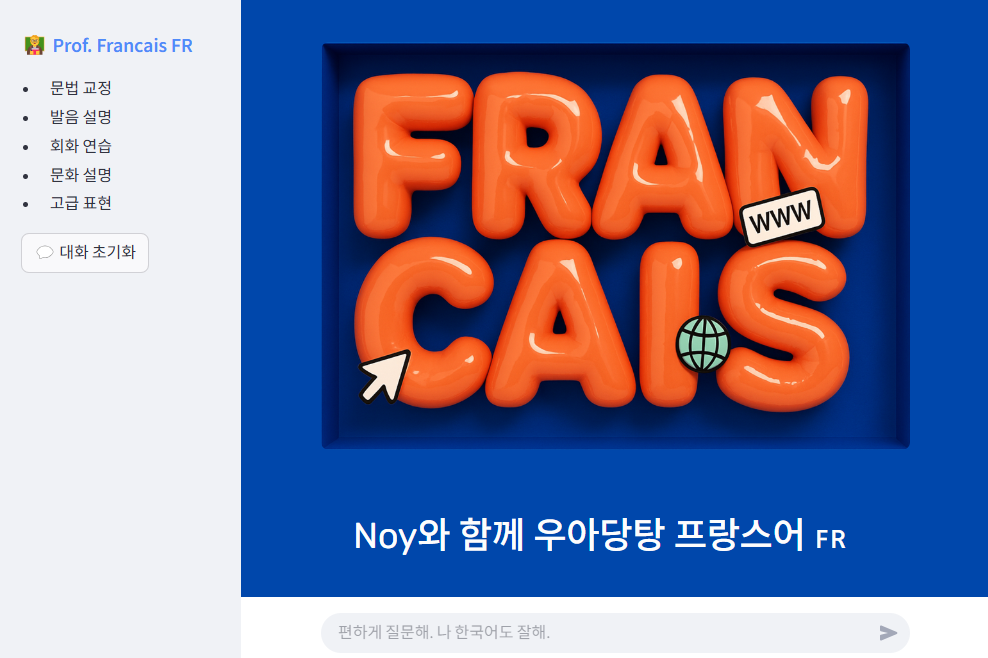 Prof. Francais FR
문법 교정
발음 설명
회화 연습
문화 설명
고급 표현
대화 초기화
FRAN
WWW
CAIS
Noy와 함께 우아당탕 프랑스어 FR
편하게 질문해. 나 한국어도 잘해.